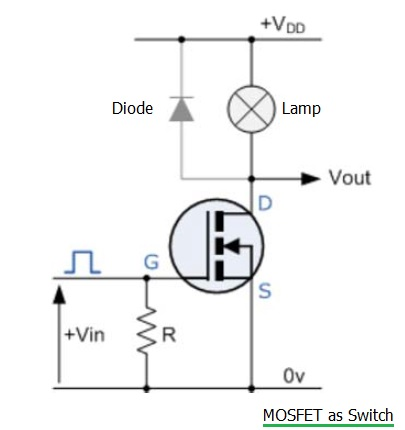 +VDD
Diode
Lamp
Vout
D
G
S
+Vin
R
0v
MOSFET as Switch